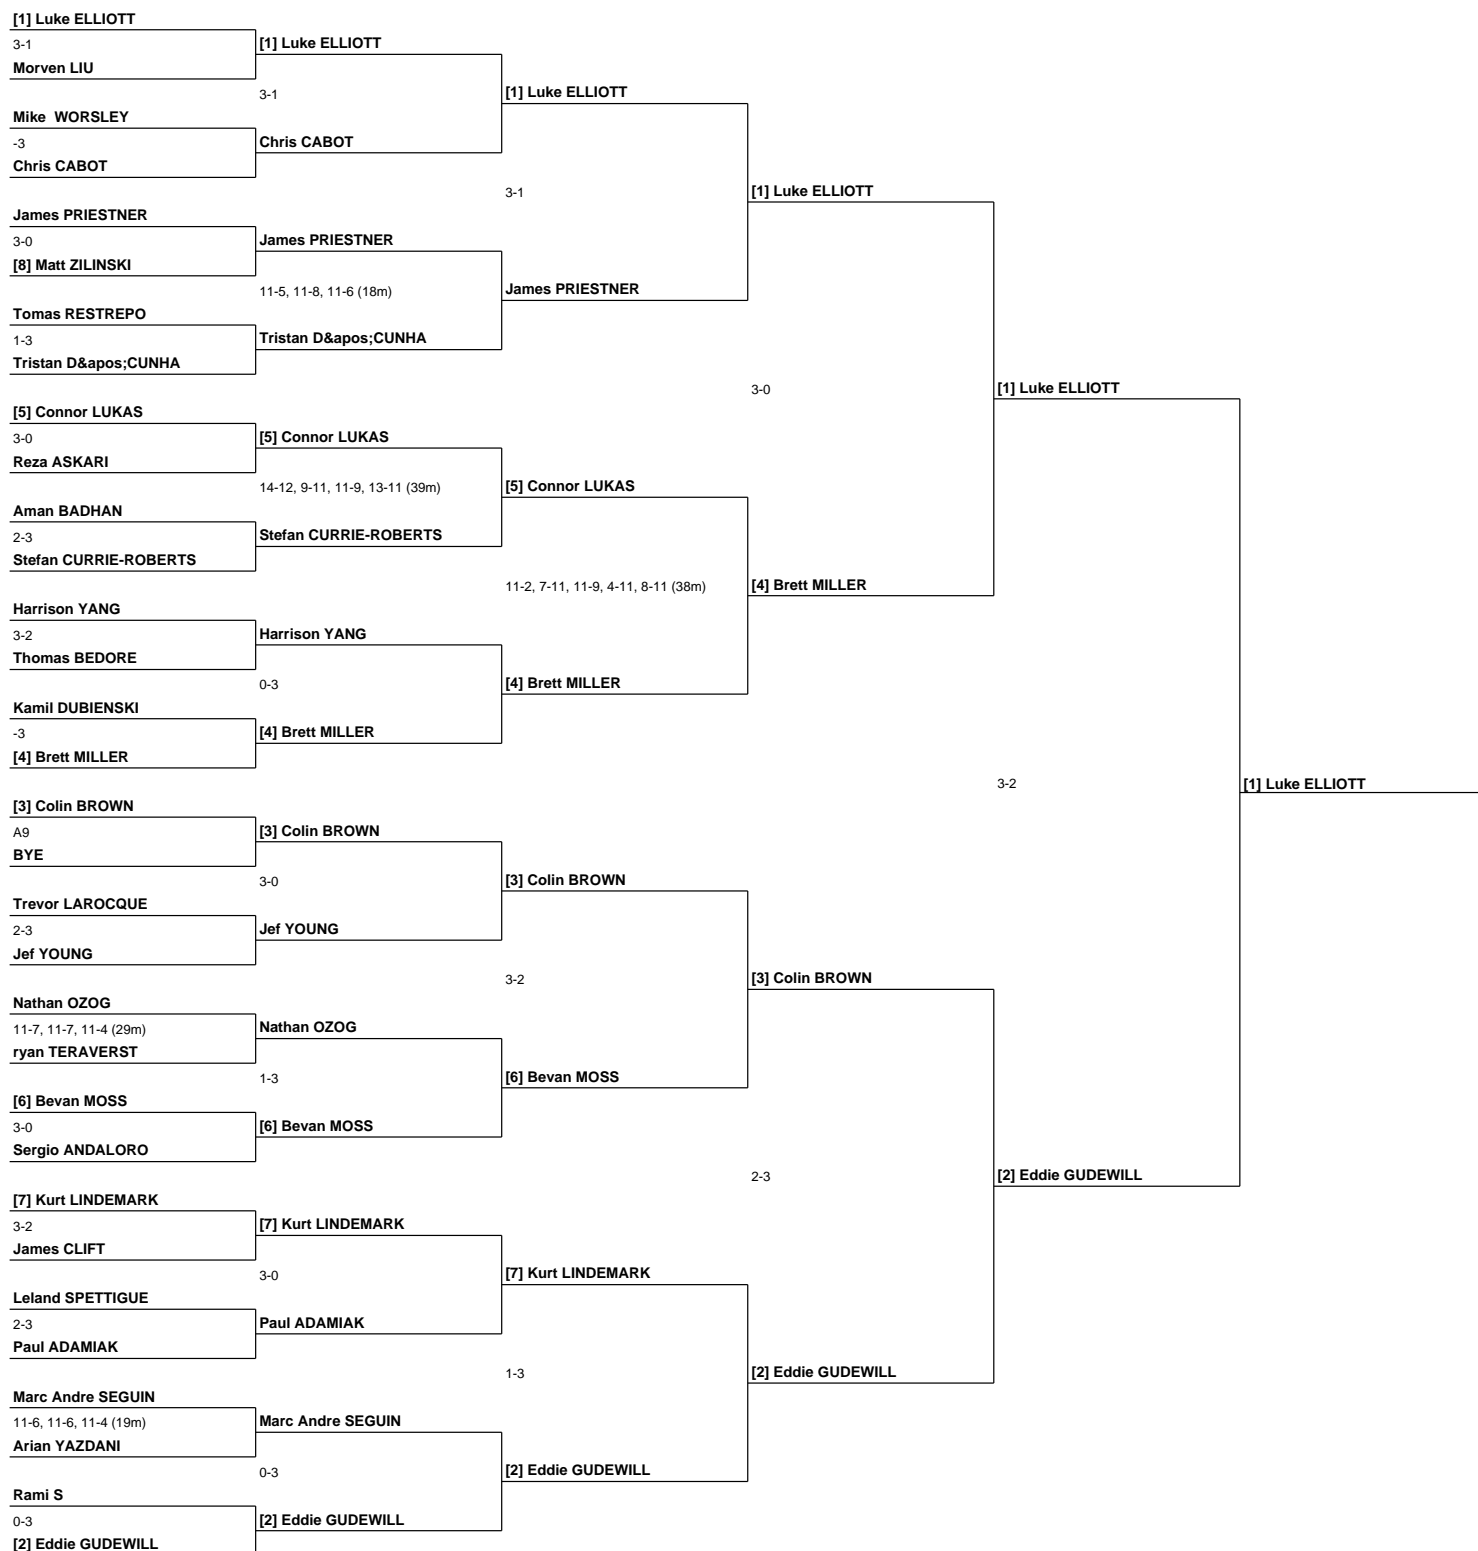 [1] Luke ELLIOTT
3-1
Morven LIU
Mike  WORSLEY
-3
Chris CABOT
James PRIESTNER
3-0
[8] Matt ZILINSKI
Tomas RESTREPO
1-3
Tristan D&apos;CUNHA
[5] Connor LUKAS
3-0
Reza ASKARI
Aman BADHAN
2-3
Stefan CURRIE-ROBERTS
Harrison YANG
3-2
Thomas BEDORE
Kamil DUBIENSKI
-3
[4] Brett MILLER
[3] Colin BROWN
A9
BYE
Trevor LAROCQUE
2-3
Jef YOUNG
Nathan OZOG
11-7, 11-7, 11-4 (29m)
ryan TERAVERST
[6] Bevan MOSS
3-0
Sergio ANDALORO
[7] Kurt LINDEMARK
3-2
James CLIFT
Leland SPETTIGUE
2-3
Paul ADAMIAK
Marc Andre SEGUIN
11-6, 11-6, 11-4 (19m)
Arian YAZDANI
Rami S
0-3
[2] Eddie GUDEWILL
[1] Luke ELLIOTT
3-1
Chris CABOT
James PRIESTNER
11-5, 11-8, 11-6 (18m)
Tristan D&apos;CUNHA
[5] Connor LUKAS
14-12, 9-11, 11-9, 13-11 (39m)
Stefan CURRIE-ROBERTS
Harrison YANG
0-3
[4] Brett MILLER
[3] Colin BROWN
3-0
Jef YOUNG
Nathan OZOG
1-3
[6] Bevan MOSS
[7] Kurt LINDEMARK
3-0
Paul ADAMIAK
Marc Andre SEGUIN
0-3
[2] Eddie GUDEWILL
[1] Luke ELLIOTT
3-1
James PRIESTNER
[5] Connor LUKAS
11-2, 7-11, 11-9, 4-11, 8-11 (38m)
[4] Brett MILLER
[3] Colin BROWN
3-2
[6] Bevan MOSS
[7] Kurt LINDEMARK
1-3
[2] Eddie GUDEWILL
[1] Luke ELLIOTT
3-0
[4] Brett MILLER
[3] Colin BROWN
2-3
[2] Eddie GUDEWILL
[1] Luke ELLIOTT
3-2
[2] Eddie GUDEWILL
[1] Luke ELLIOTT